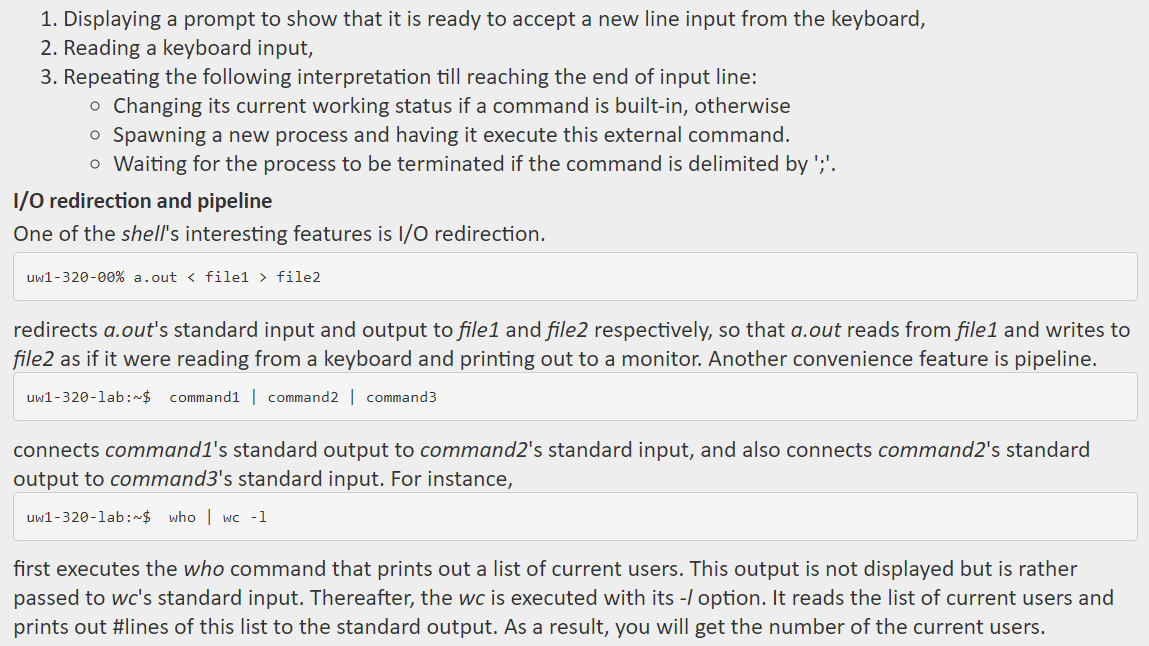 1. Displaying a prompt to show that it is ready to accept a new line input from the keyboard,
2. Reading a keyboard input,
3. Repeating the following interpretation till reaching the end of input line:
○ Changing its current working status if a command is built-in, otherwise
○ Spawning a new process and having it execute this external command.
○ Waiting for the process to be terminated if the command is delimited by ';'.
I/O redirection and pipeline
One of the shell's interesting features is I/O redirection.
uw1-320-00% a.out < file1 > file2
redirects a.out's standard input and output to file1 and file2 respectively, so that a.out reads from file1 and writes to
file2 as if it were reading from a keyboard and printing out to a monitor. Another convenience feature is pipeline.
uw1-320-lab:~$  command1 | command2 | command3
connects command1's standard output to command2's standard input, and also connects command2's standard
output to command3's standard input. For instance,
uw1-320-lab:~$  who | wc -l
first executes the who command that prints out a list of current users. This output is not displayed but is rather
passed to wc's standard input. Thereafter, the wc is executed with its -l option. It reads the list of current users and
prints out #lines of this list to the standard output. As a result, you will get the number of the current users.